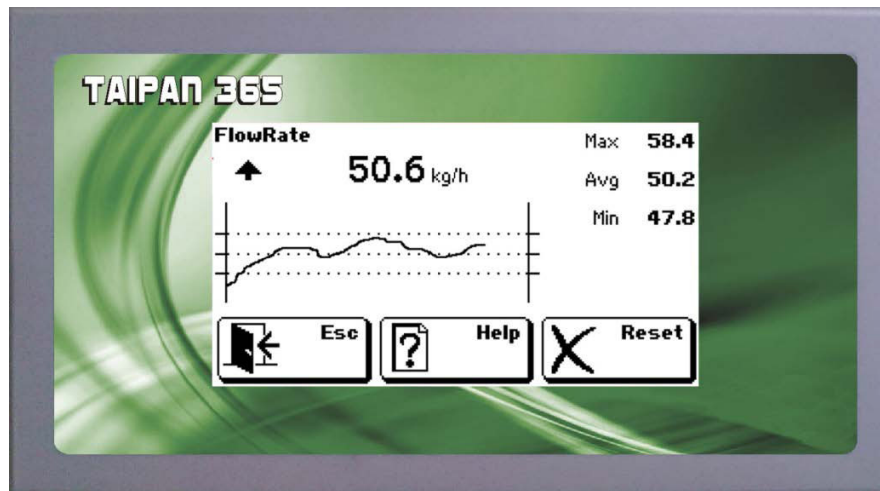 TAIPAN 365
FlowRate
50.6 kg/h
Max 58.4
Avg 50.2
Min 47.8
Esc
?
Help
Reset